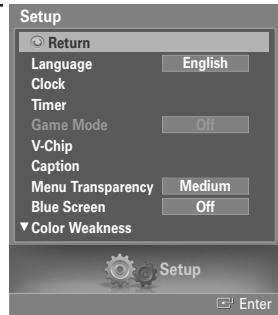 Setup
Return
Language English
Clock
Timer
Game Mode Off
V-Chip
Caption
Menu Transparency Medium
Blue Screen Off
▼ Color Weakness
Setup
Enter